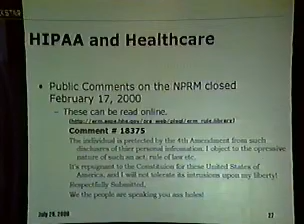 HIPAA and Healthcare
• Public Comments on the NPRM closed
February 17, 2000
– These can be read online.
Comment # 18375
The individual is protected by the 4th Amendment from such
disclosures of thier personal information. I object to the oppressive
nature of such an act, rule of law etc.
It's repugnant to the Constitution for these United States of
America, and I will not tolerate its intrusions upon my liberty!
Respectfully Submitted,
We the people are speaking you assholes!
July 29, 2000
27